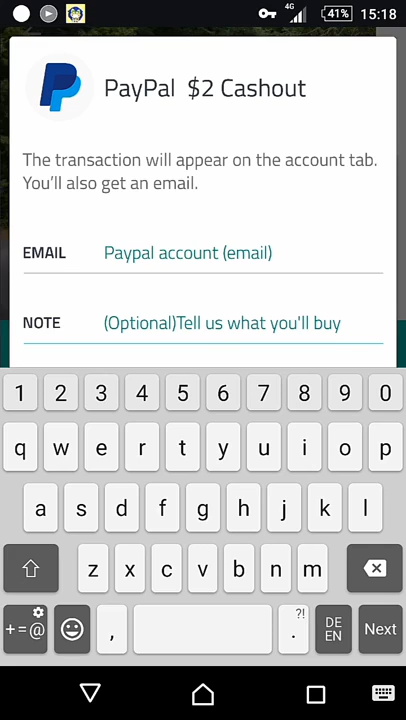 4G 41% 15:18
PayPal $2 Cashout
The transaction will appear on the account tab.
You'll also get an email.
EMAIL Paypal account (email)
NOTE (Optional)Tell us what you'll buy
1 2 3 4 5 6 7 8 9 0
q w e r t y u i o p
a s d f g h j k l
z x c v b n m
+=@ , . ?! DE EN Next